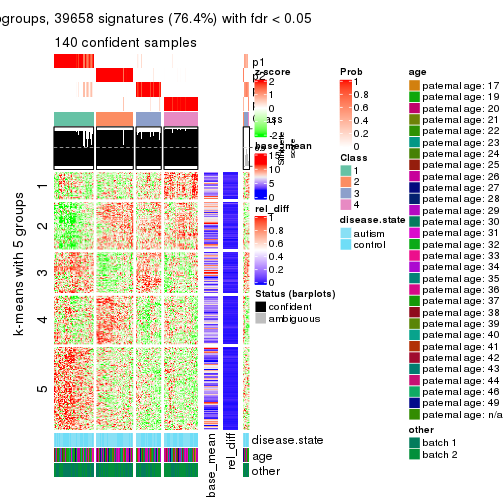 ogroups, 39658 signatures (76.4%) with fdr < 0.05
140 confident samples
p1
p2
z-score
2
1
0
-1
-2
Silhouette
score
base_mean
15
10
5
0
rel_diff
1
0.8
0.6
0.4
0.2
0
Status (barplots)
confident
ambiguous
Prob
1
0.8
0.6
0.4
0.2
0
Class
1
2
3
4
disease.state
autism
control
age
paternal age: 17
paternal age: 19
paternal age: 20
paternal age: 21
paternal age: 22
paternal age: 23
paternal age: 24
paternal age: 25
paternal age: 26
paternal age: 27
paternal age: 28
paternal age: 29
paternal age: 30
paternal age: 31
paternal age: 32
paternal age: 33
paternal age: 34
paternal age: 35
paternal age: 36
paternal age: 37
paternal age: 38
paternal age: 39
paternal age: 40
paternal age: 41
paternal age: 42
paternal age: 43
paternal age: 44
paternal age: 46
paternal age: 49
paternal age: n/a
other
batch 1
batch 2
k-means with 5 groups
1
2
3
4
5
disease.state
age
other
base_mean
rel_diff